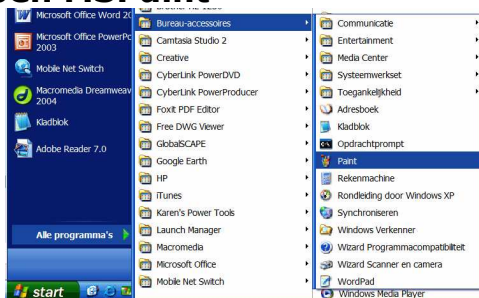 Microsoft Office Word 20
Microsoft Office PowerPo
2003
Mobile Net Switch
Macromedia Dreamweav
2004
Kladblok
Adobe Reader 7.0
Alle programma's
start
Bureau-accessoires
Camtasia Studio 2
Creative
CyberLink PowerDVD
CyberLink PowerProducer
Foxit PDF Editor
Free DWG Viewer
GlobalSCAPE
Google Earth
HP
iTunes
Karen's Power Tools
Launch Manager
Macromedia
Microsoft Office
Mobile Net Switch
Communicatie
Entertainment
Media Center
Systeemwerkset
Toegankelijkheid
Adresboek
Kladblok
Opdrachtprompt
Paint
Rekenmachine
Rondleiding door Windows XP
Synchroniseren
Windows Verkenner
Wizard Programmacompatibiliteit
Wizard Scanner en camera
WordPad
Windows Media Player